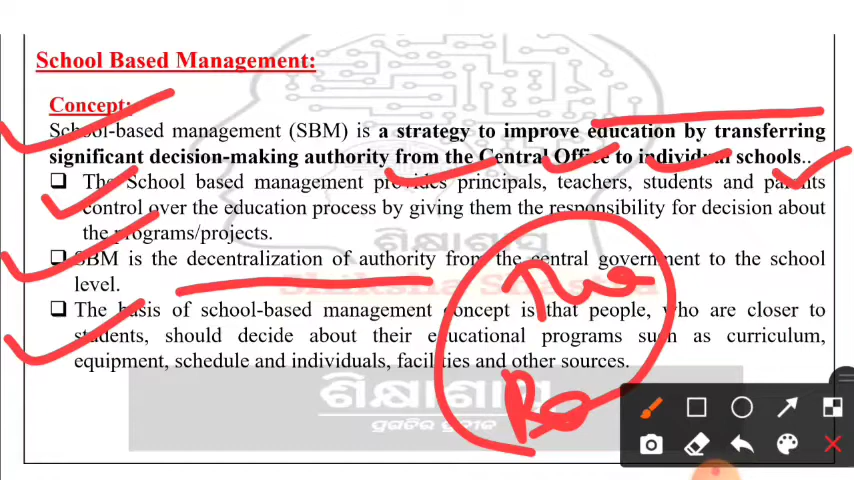 School Based Management:
Concept:
School-based management (SBM) is a strategy to improve education by transferring
significant decision-making authority from the Central Office to individual schools..
The School based management provides principals, teachers, students and parents
control over the education process by giving them the responsibility for decision about
the programs/projects.
SBM is the decentralization of authority from the central government to the school
level.
The basis of school-based management concept is that people, who are closer to
students, should decide about their educational programs such as curriculum,
equipment, schedule and individuals, facilities and other sources.
ଶିକ୍ଷାଶାସ୍ତ୍ର
Shiksha Shastra
ଶିକ୍ଷାଶାସ୍ତ୍ର
ପ୍ରଗତିର ପ୍ରତୀକ